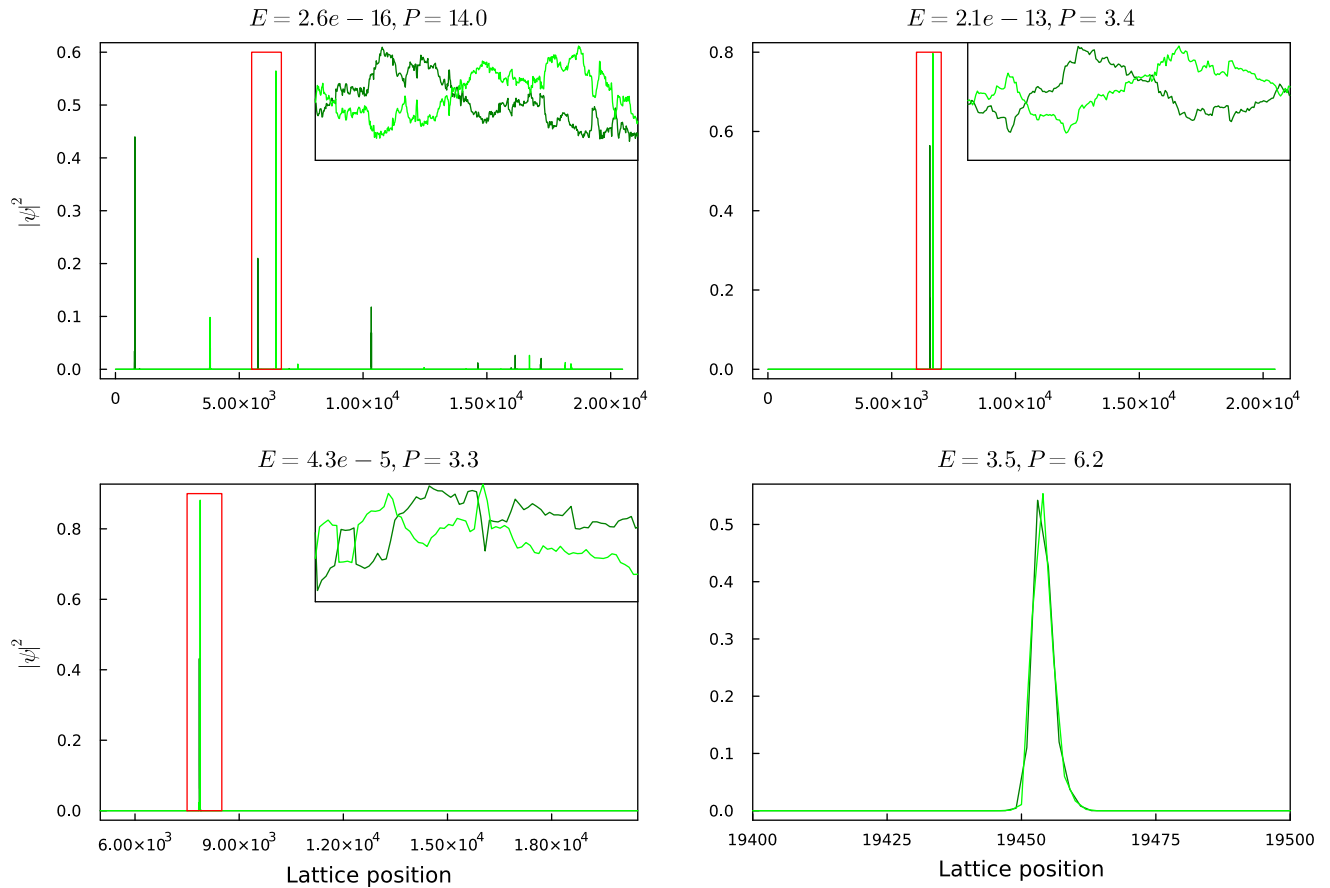 E = 2.6e − 16, P = 14.0
0.6
0.5
0.4
0.3
0.2
0.1
0.0
|ψ|²
0 5.00×10³ 1.00×10⁴ 1.50×10⁴ 2.00×10⁴
E = 2.1e − 13, P = 3.4
0.8
0.6
0.4
0.2
0.0
0 5.00×10³ 1.00×10⁴ 1.50×10⁴ 2.00×10⁴
E = 4.3e − 5, P = 3.3
0.8
0.6
0.4
0.2
0.0
|ψ|²
6.00×10³ 9.00×10³ 1.20×10⁴ 1.50×10⁴ 1.80×10⁴
Lattice position
E = 3.5, P = 6.2
0.5
0.4
0.3
0.2
0.1
0.0
19400 19425 19450 19475 19500
Lattice position